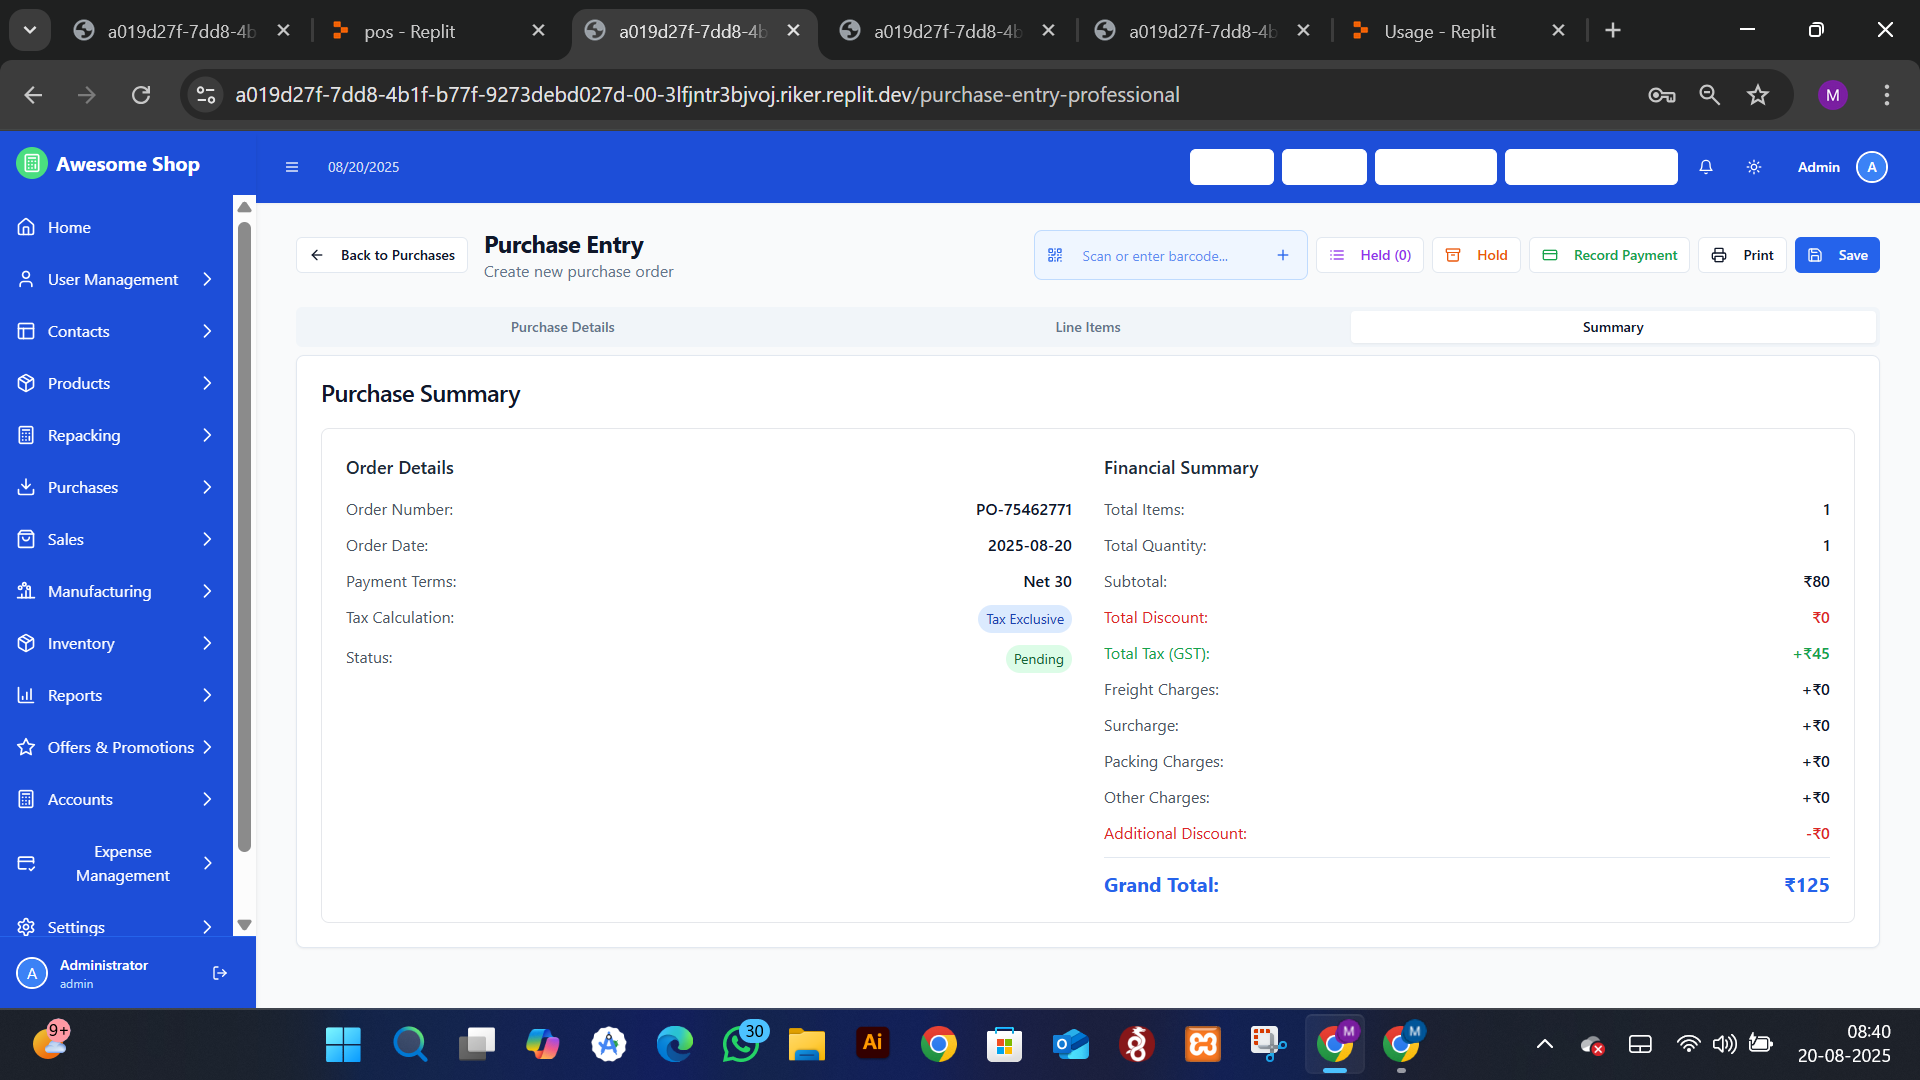 a019d27f-7dd8-4b
pos - Replit
a019d27f-7dd8-4b
a019d27f-7dd8-4b
a019d27f-7dd8-4b
Usage - Replit
a019d27f-7dd8-4b1f-b77f-9273debd027d-00-3lfjntr3bjvoj.riker.replit.dev/purchase-entry-professional
M
Awesome Shop
08/20/2025
Admin
A
Home
User Management
Contacts
Products
Repacking
Purchases
Sales
Manufacturing
Inventory
Reports
Offers & Promotions
Accounts
Expense
Management
Settings
A
Administrator
admin
Back to Purchases
Purchase Entry
Create new purchase order
Scan or enter barcode...
Held (0)
Hold
Record Payment
Print
Save
Purchase Details
Line Items
Summary
Purchase Summary
Order Details
Order Number: PO-75462771
Order Date: 2025-08-20
Payment Terms: Net 30
Tax Calculation: Tax Exclusive
Status: Pending
Financial Summary
Total Items: 1
Total Quantity: 1
Subtotal: ₹80
Total Discount: ₹0
Total Tax (GST): +₹45
Freight Charges: +₹0
Surcharge: +₹0
Packing Charges: +₹0
Other Charges: +₹0
Additional Discount: -₹0
Grand Total: ₹125
9+
30
Ai
M
M
08:40
20-08-2025